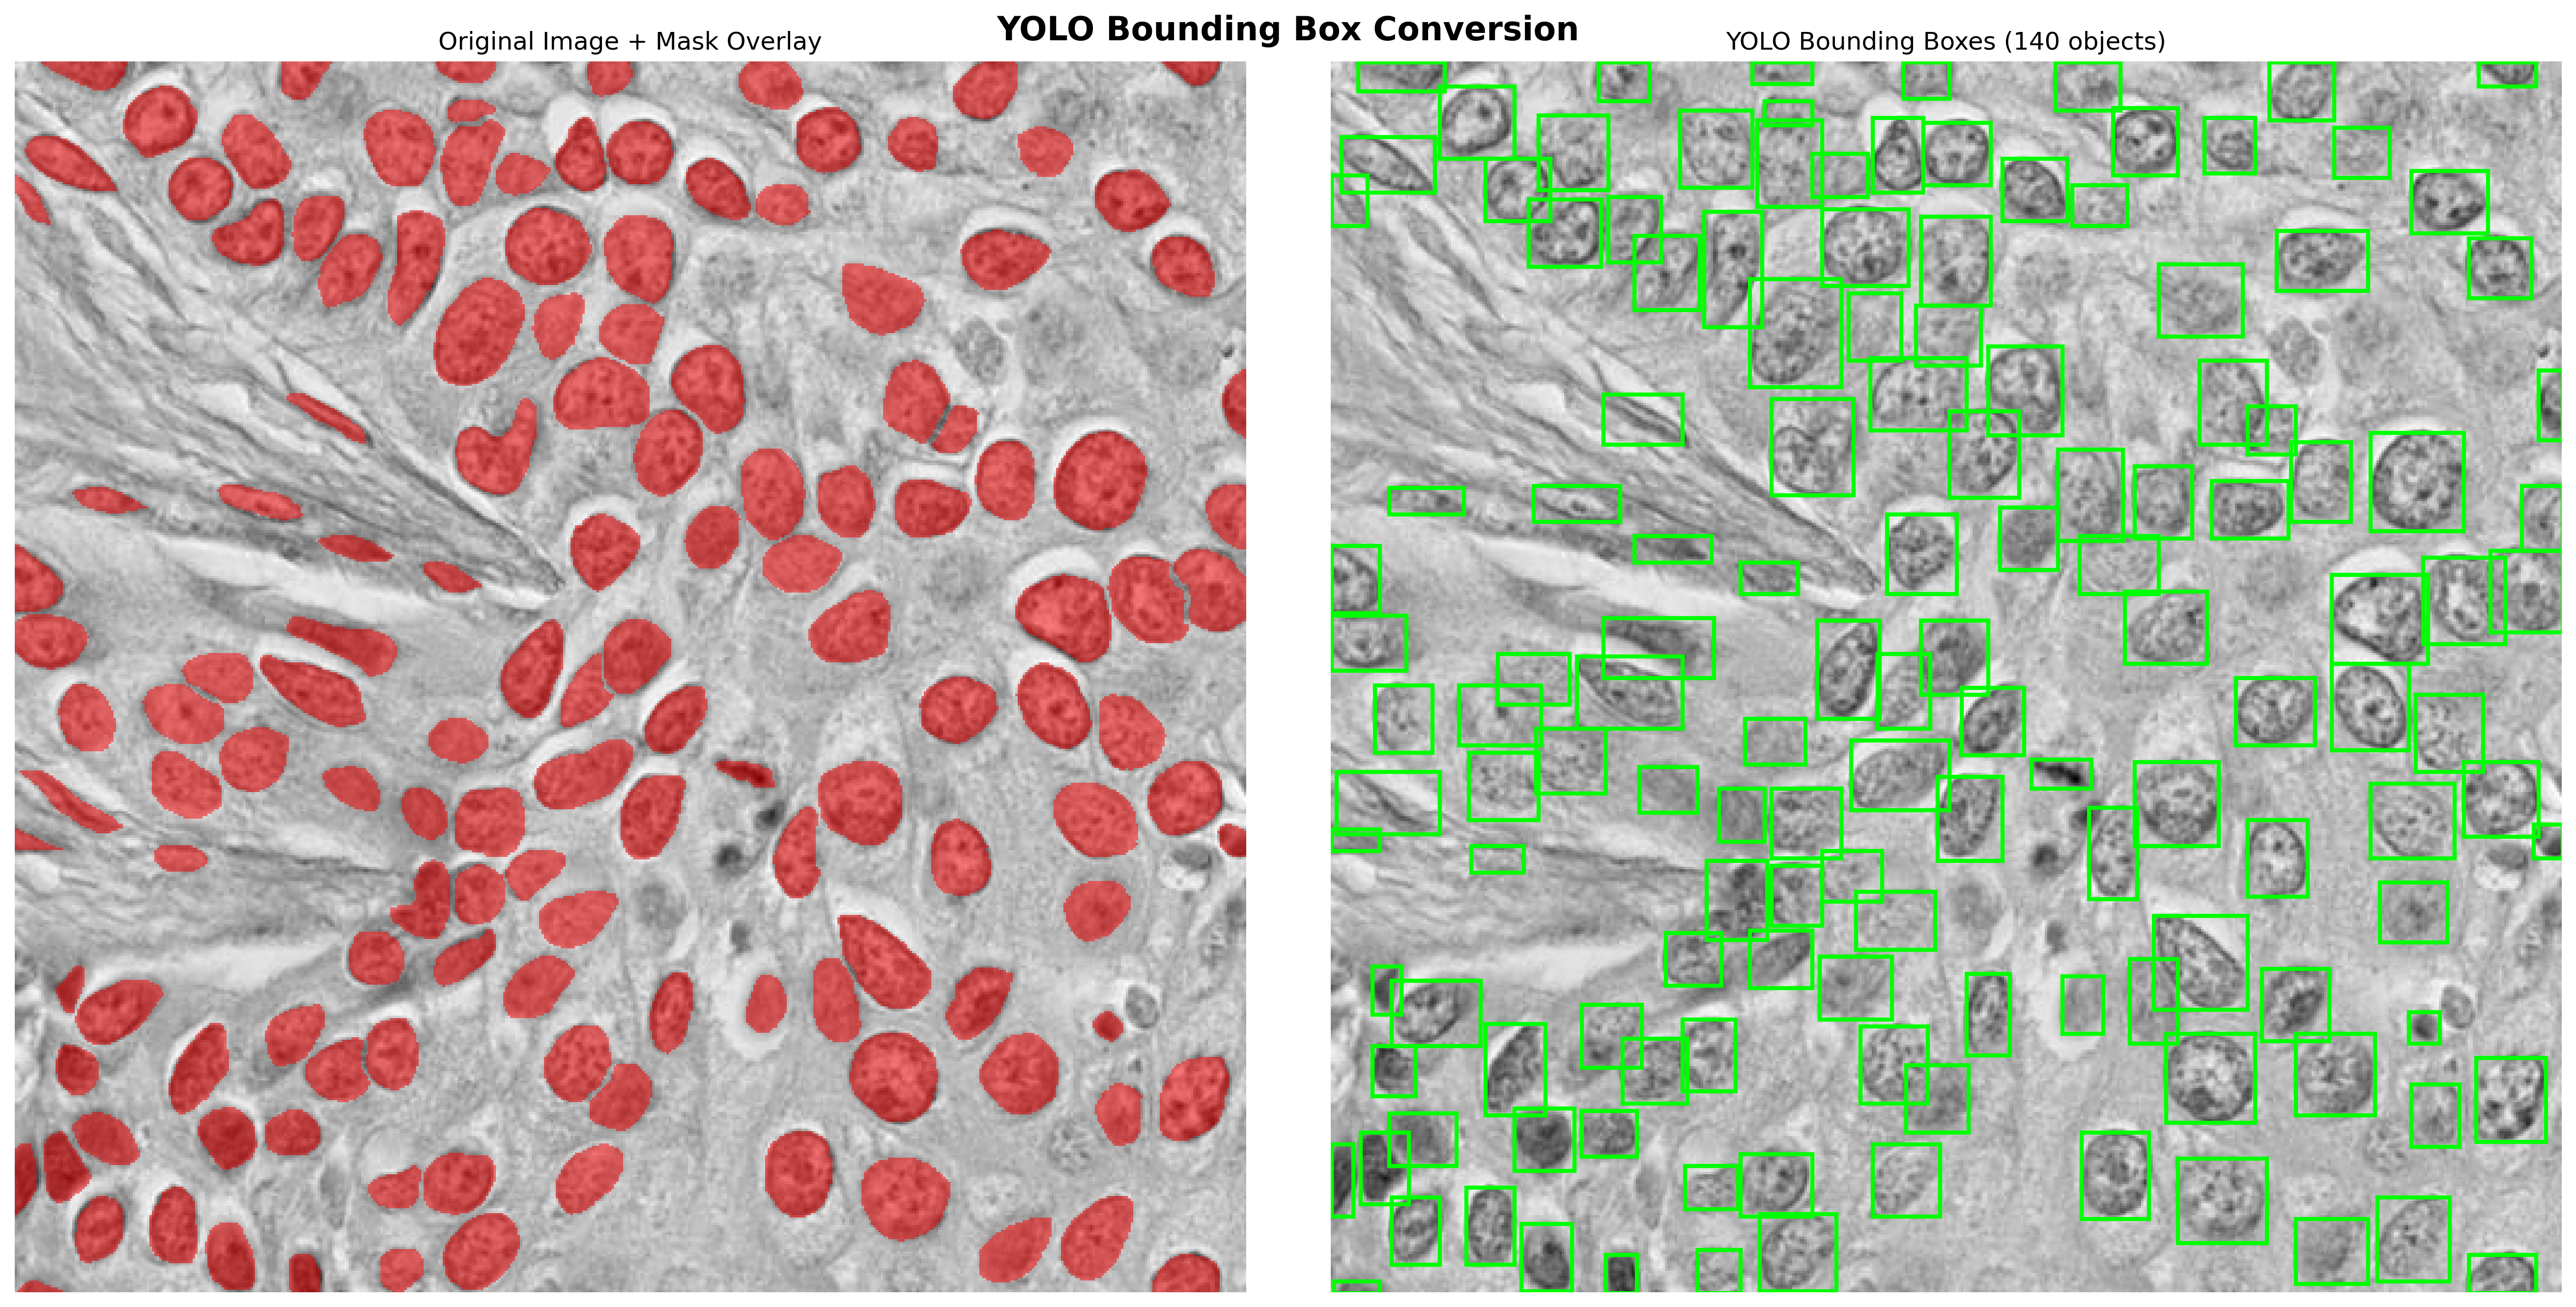 YOLO Bounding Box Conversion
Original Image + Mask Overlay
YOLO Bounding Boxes (140 objects)